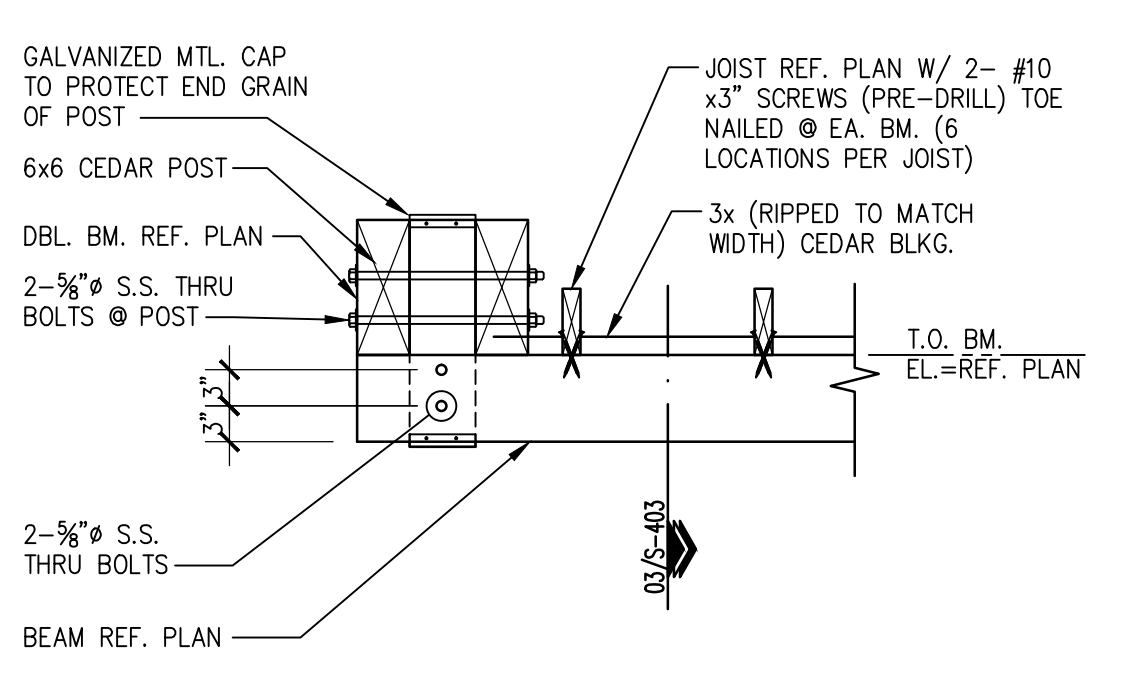 GALVANIZED MTL. CAP
TO PROTECT END GRAIN
OF POST
6x6 CEDAR POST
DBL. BM. REF. PLAN
2-⅝"ø S.S. THRU
BOLTS @ POST
3"
3"
2-⅝"ø S.S.
THRU BOLTS
BEAM REF. PLAN
JOIST REF. PLAN W/ 2- #10
x3" SCREWS (PRE-DRILL) TOE
NAILED @ EA. BM. (6
LOCATIONS PER JOIST)
3x (RIPPED TO MATCH
WIDTH) CEDAR BLKG.
T.O. BM.
EL.=REF. PLAN
03/S-403